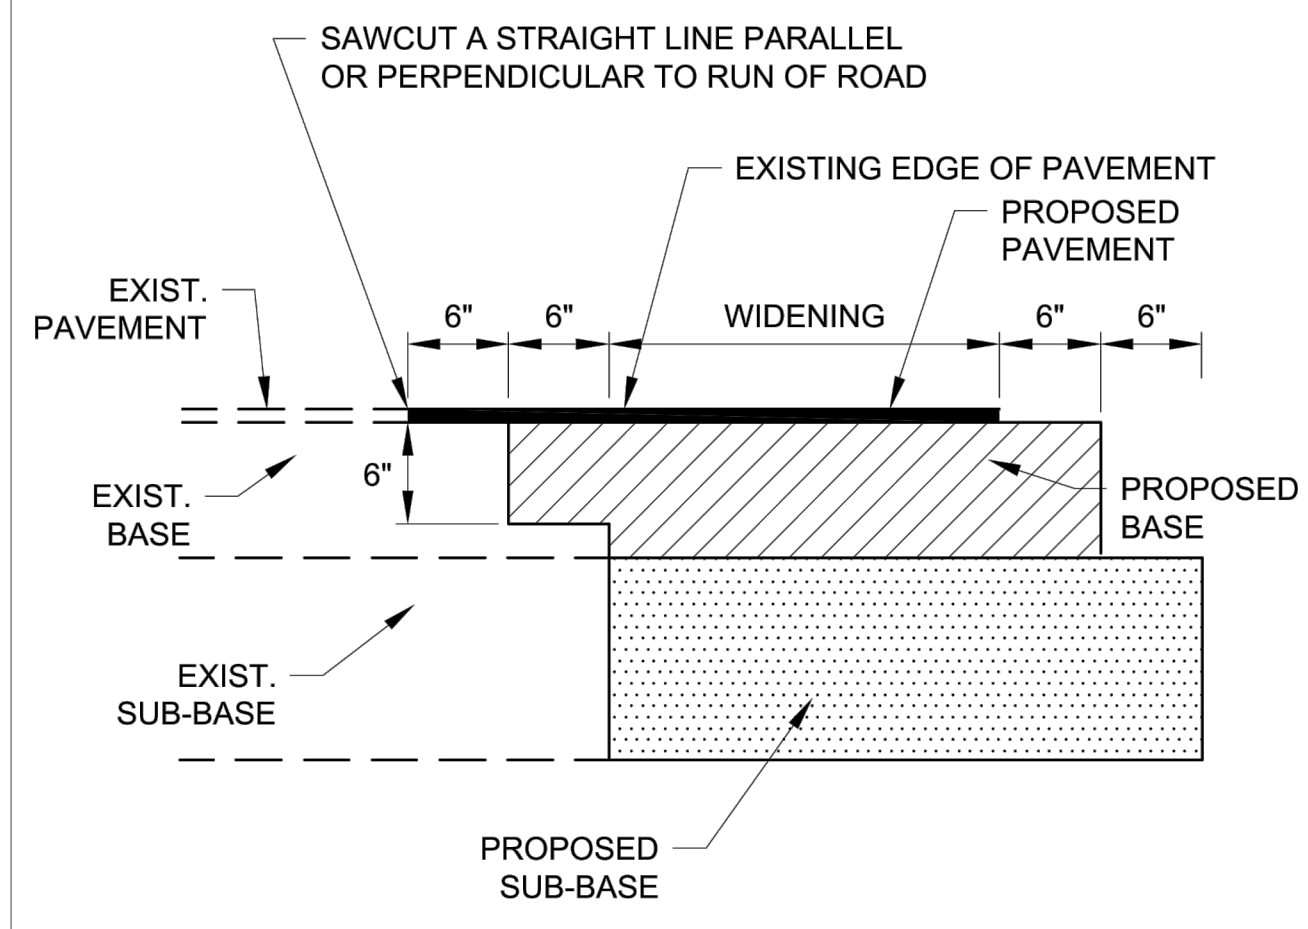 SAWCUT A STRAIGHT LINE PARALLEL
OR PERPENDICULAR TO RUN OF ROAD
EXISTING EDGE OF PAVEMENT
PROPOSED
PAVEMENT
EXIST.
PAVEMENT
6"
6"
WIDENING
6"
6"
6"
EXIST.
BASE
PROPOSED
BASE
EXIST.
SUB-BASE
PROPOSED
SUB-BASE